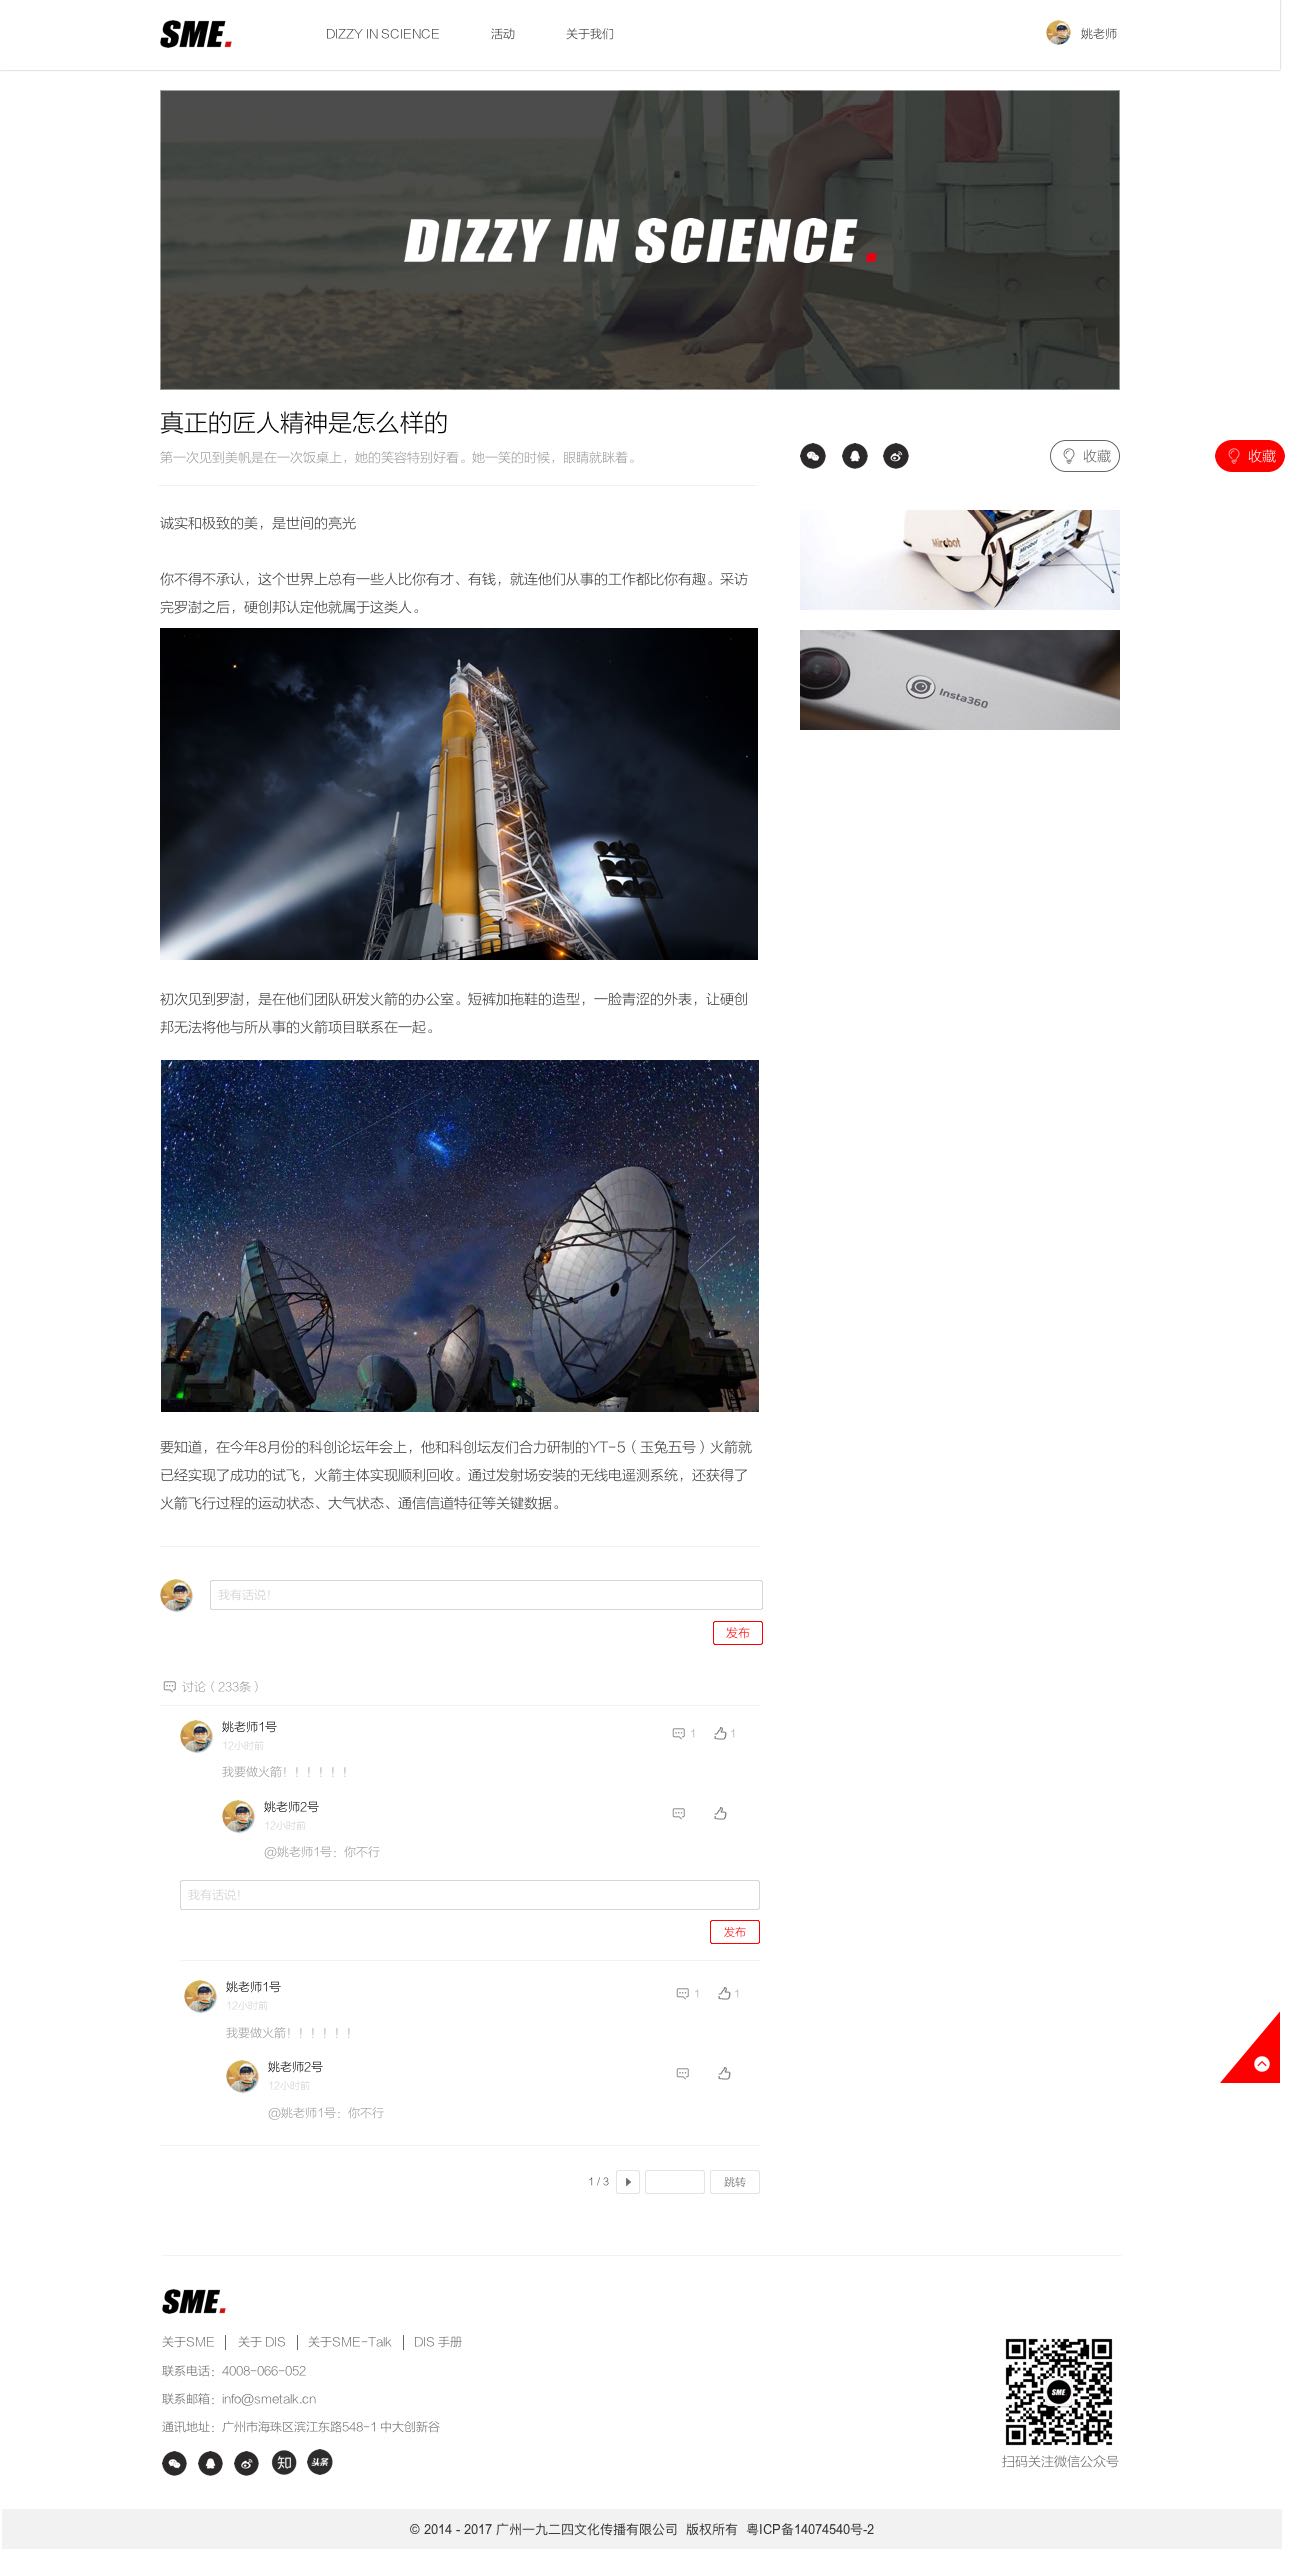 SME.
DIZZY IN SCIENCE 活动 关于我们 姚老师
DIZZY IN SCIENCE.
真正的匠人精神是怎么样的
第一次见到美帆是在一次饭桌上，她的笑容特别好看。她一笑的时候，眼睛就眯着。
收藏
收藏
诚实和极致的美，是世间的亮光
你不得不承认，这个世界上总有一些人比你有才、有钱，就连他们从事的工作都比你有趣。采访
完罗澍之后，硬创邦认定他就属于这类人。
Mirobot
Mirobot
Insta360
初次见到罗澍，是在他们团队研发火箭的办公室。短裤加拖鞋的造型，一脸青涩的外表，让硬创
邦无法将他与所从事的火箭项目联系在一起。
要知道，在今年8月份的科创论坛年会上，他和科创坛友们合力研制的YT-5（玉兔五号）火箭就
已经实现了成功的试飞，火箭主体实现顺利回收。通过发射场安装的无线电遥测系统，还获得了
火箭飞行过程的运动状态、大气状态、通信信道特征等关键数据。
我有话说！
发布
讨论（233条）
姚老师1号
12小时前
1 1
我要做火箭！！！！！！
姚老师2号
12小时前
@姚老师1号：你不行
我有话说！
发布
姚老师1号
12小时前
1 1
我要做火箭！！！！！！
姚老师2号
12小时前
@姚老师1号：你不行
1 / 3 跳转
SME.
关于SME 关于 DIS 关于SME-Talk DIS 手册
联系电话：4008-066-052
联系邮箱：info@smetalk.cn
通讯地址：广州市海珠区滨江东路548-1 中大创新谷
知 头条
SME
扫码关注微信公众号
© 2014 - 2017 广州一九二四文化传播有限公司 版权所有 粤ICP备14074540号-2